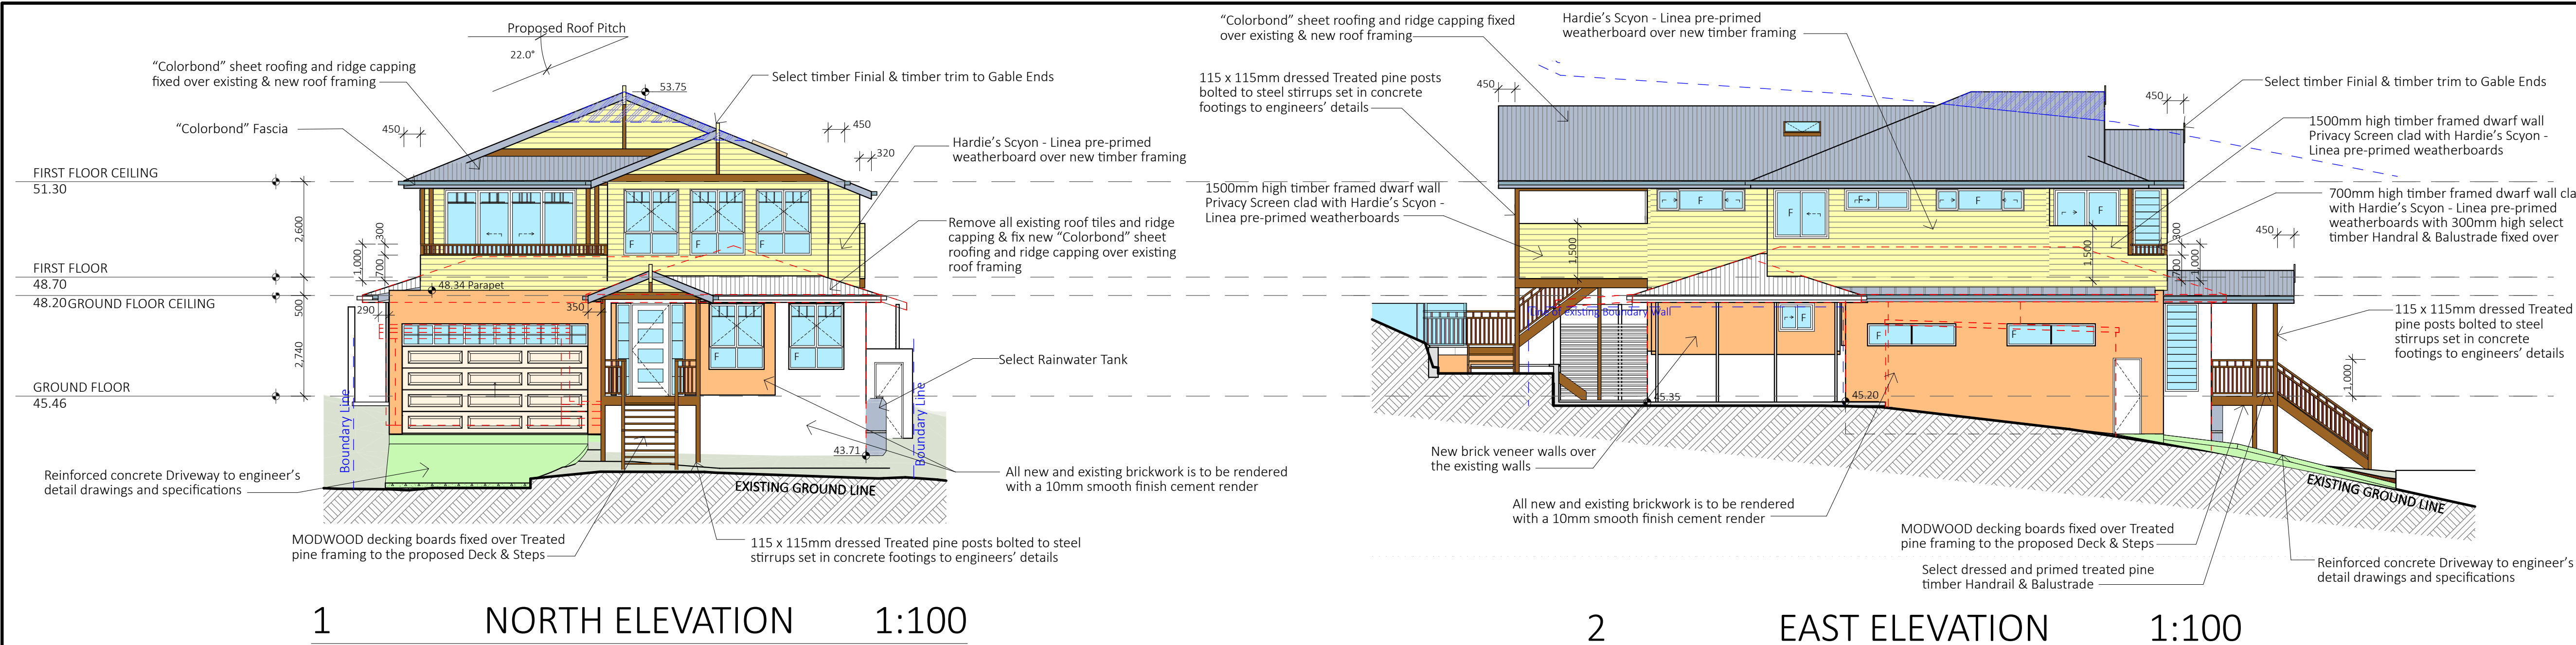 Proposed Roof Pitch
22.0°
“Colorbond” sheet roofing and ridge capping
fixed over existing & new roof framing
“Colorbond” Fascia
450
53.75
Select timber Finial & timber trim to Gable Ends
450
320
Hardie’s Scyon - Linea pre-primed
weatherboard over new timber framing
FIRST FLOOR CEILING
51.30
2,600
300
1,000
700
Remove all existing roof tiles and ridge
capping & fix new “Colorbond” sheet
roofing and ridge capping over existing
roof framing
F
F
F
FIRST FLOOR
48.70
48.34 Parapet
48.20 GROUND FLOOR CEILING
500
290
350
2,740
F
F
Select Rainwater Tank
GROUND FLOOR
45.46
Boundary Line
Boundary Line
43.71
Reinforced concrete Driveway to engineer’s
detail drawings and specifications
All new and existing brickwork is to be rendered
with a 10mm smooth finish cement render
EXISTING GROUND LINE
MODWOOD decking boards fixed over Treated
pine framing to the proposed Deck & Steps
115 x 115mm dressed Treated pine posts bolted to steel
stirrups set in concrete footings to engineers’ details
1 NORTH ELEVATION 1:100
“Colorbond” sheet roofing and ridge capping fixed
over existing & new roof framing
Hardie’s Scyon - Linea pre-primed
weatherboard over new timber framing
115 x 115mm dressed Treated pine posts
bolted to steel stirrups set in concrete
footings to engineers’ details
450
450
Select timber Finial & timber trim to Gable Ends
1500mm high timber framed dwarf wall
Privacy Screen clad with Hardie’s Scyon -
Linea pre-primed weatherboards
1500mm high timber framed dwarf wall
Privacy Screen clad with Hardie’s Scyon -
Linea pre-primed weatherboards
700mm high timber framed dwarf wall cla
with Hardie’s Scyon - Linea pre-primed
weatherboards with 300mm high select
timber Handral & Balustrade fixed over
F
F
F
F
F
1,500
1,500
300
700
1,000
450
Line of existing Boundary Wall
F
F
F
115 x 115mm dressed Treated
pine posts bolted to steel
stirrups set in concrete
footings to engineers’ details
1,000
45.35
45.20
New brick veneer walls over
the existing walls
All new and existing brickwork is to be rendered
with a 10mm smooth finish cement render
EXISTING GROUND LINE
MODWOOD decking boards fixed over Treated
pine framing to the proposed Deck & Steps
Select dressed and primed treated pine
timber Handrail & Balustrade
Reinforced concrete Driveway to engineer’s
detail drawings and specifications
2 EAST ELEVATION 1:100